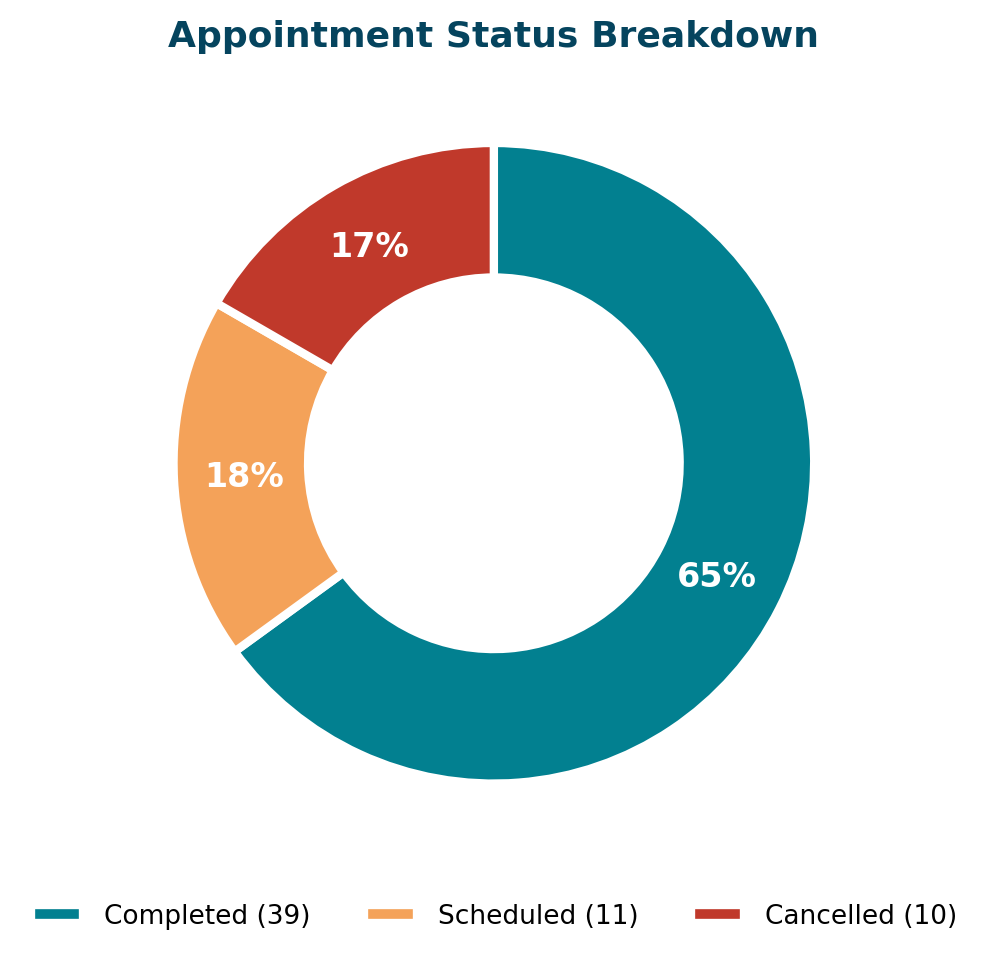 Appointment Status Breakdown
17%
18%
65%
Completed (39) Scheduled (11) Cancelled (10)